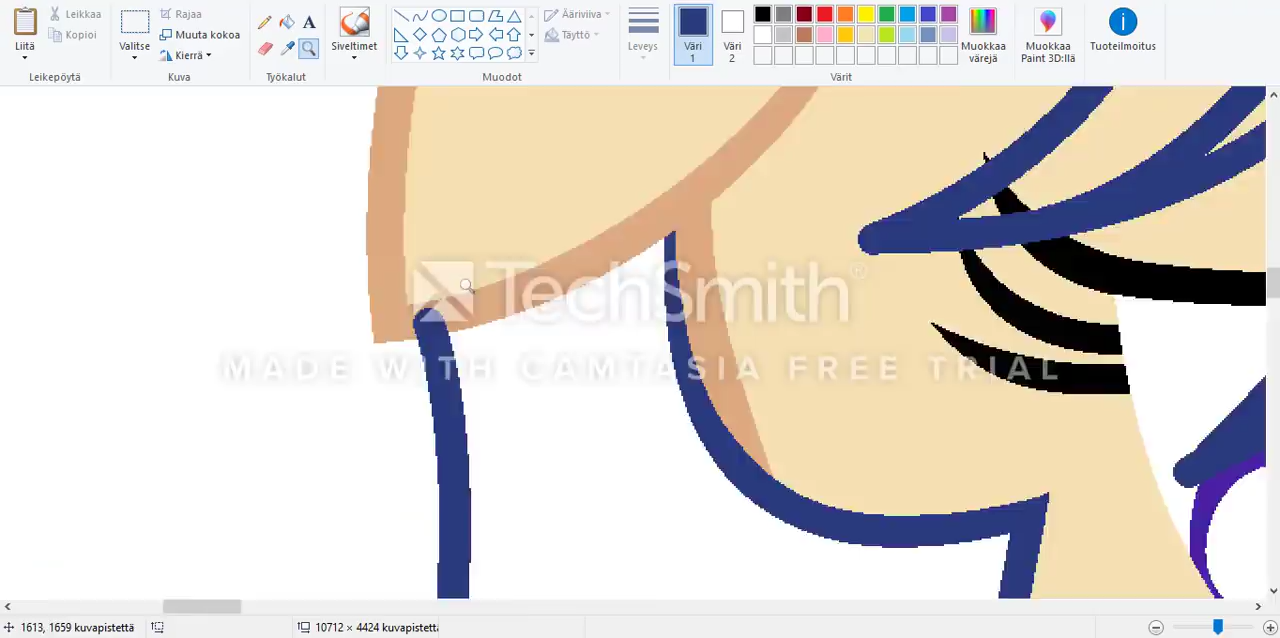 Liitä
Leikkaa
Kopioi
Leikepöytä
Valitse
Rajaa
Muuta kokoa
Kierrä
Kuva
A
Työkalut
Siveltimet
Ääriviiva
Täyttö
Muodot
Leveys
Väri
1
Väri
2
Muokkaa
värejä
Värit
Muokkaa
Paint 3D:llä
Tuoteilmoitus
TechSmith®
MADE WITH CAMTASIA FREE TRIAL
1613, 1659 kuvapistettä
10712 × 4424 kuvapistettä